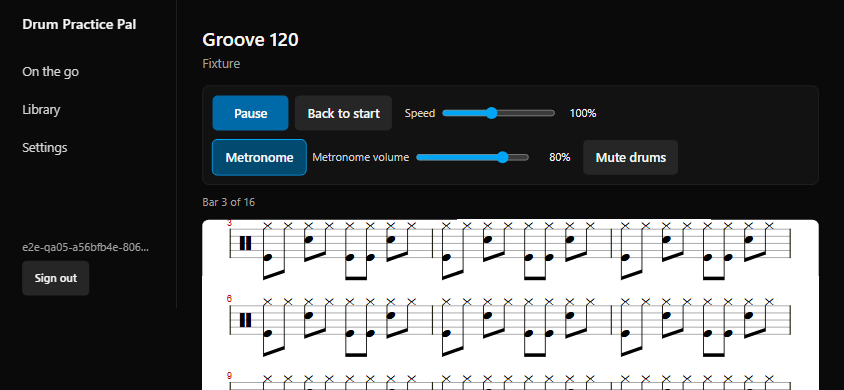 Drum Practice Pal
On the go
Library
Settings
e2e-qa05-a56bfb4e-806...
Sign out
Groove 120
Fixture
Pause
Back to start
Speed
100%
Metronome
Metronome volume
80%
Mute drums
Bar 3 of 16
3
6
9